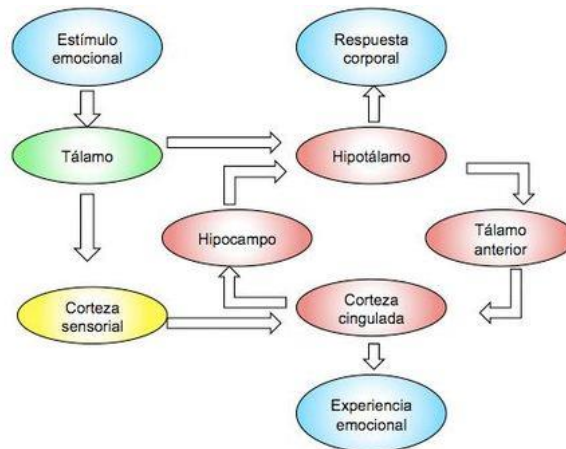 Estímulo
emocional
Respuesta
corporal
Tálamo
Hipotálamo
Hipocampo
Tálamo
anterior
Corteza
sensorial
Corteza
cingulada
Experiencia
emocional